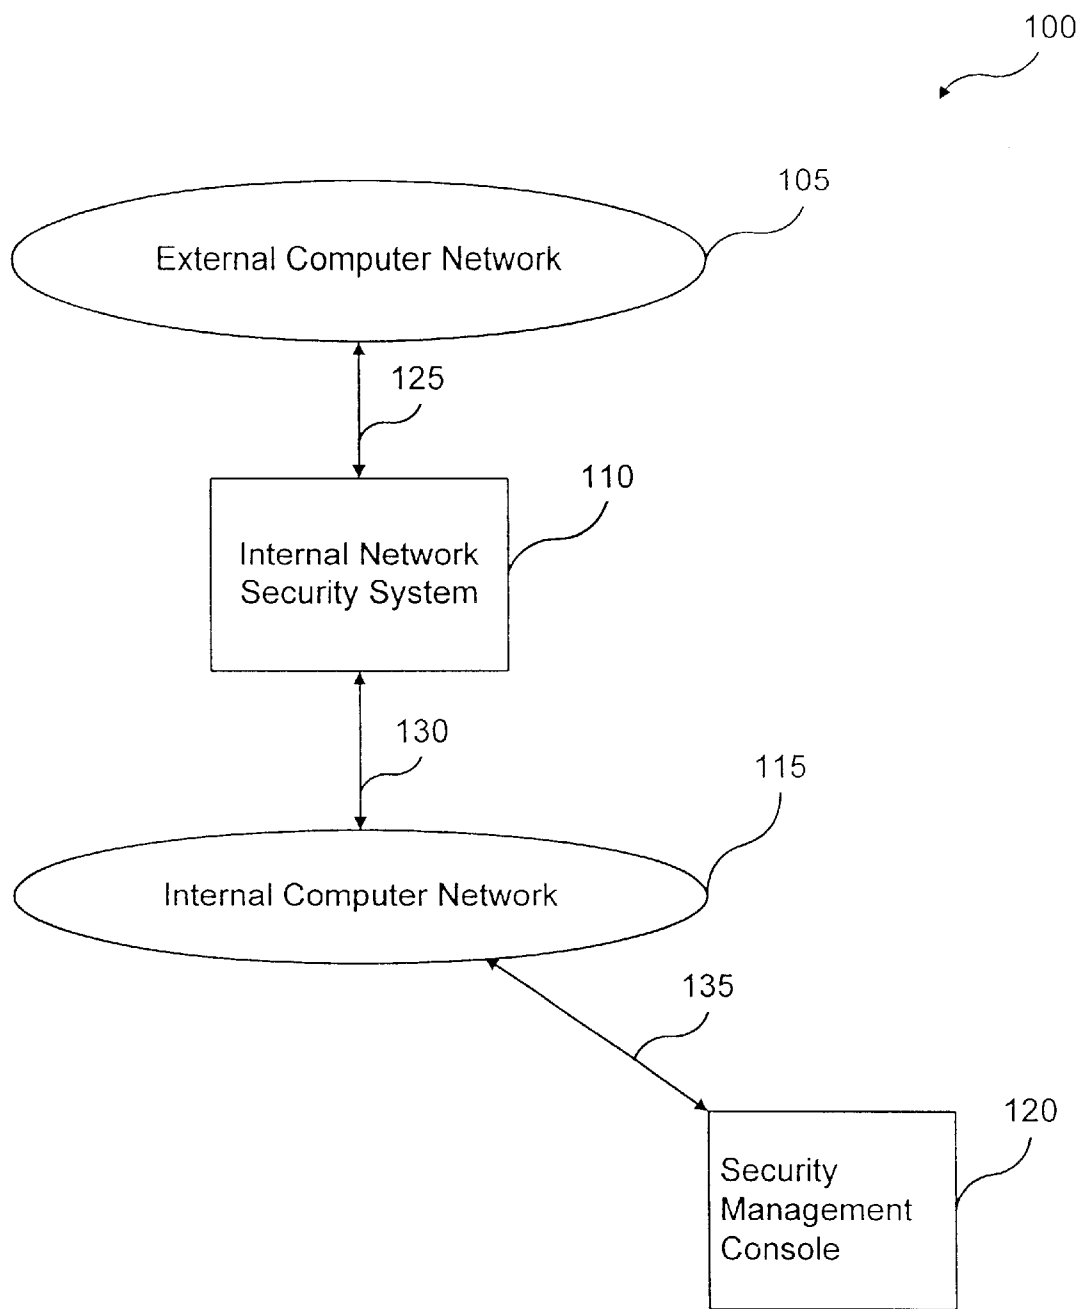 100
105
External Computer Network
125
110
Internal Network
Security System
130
115
Internal Computer Network
135
120
Security
Management
Console